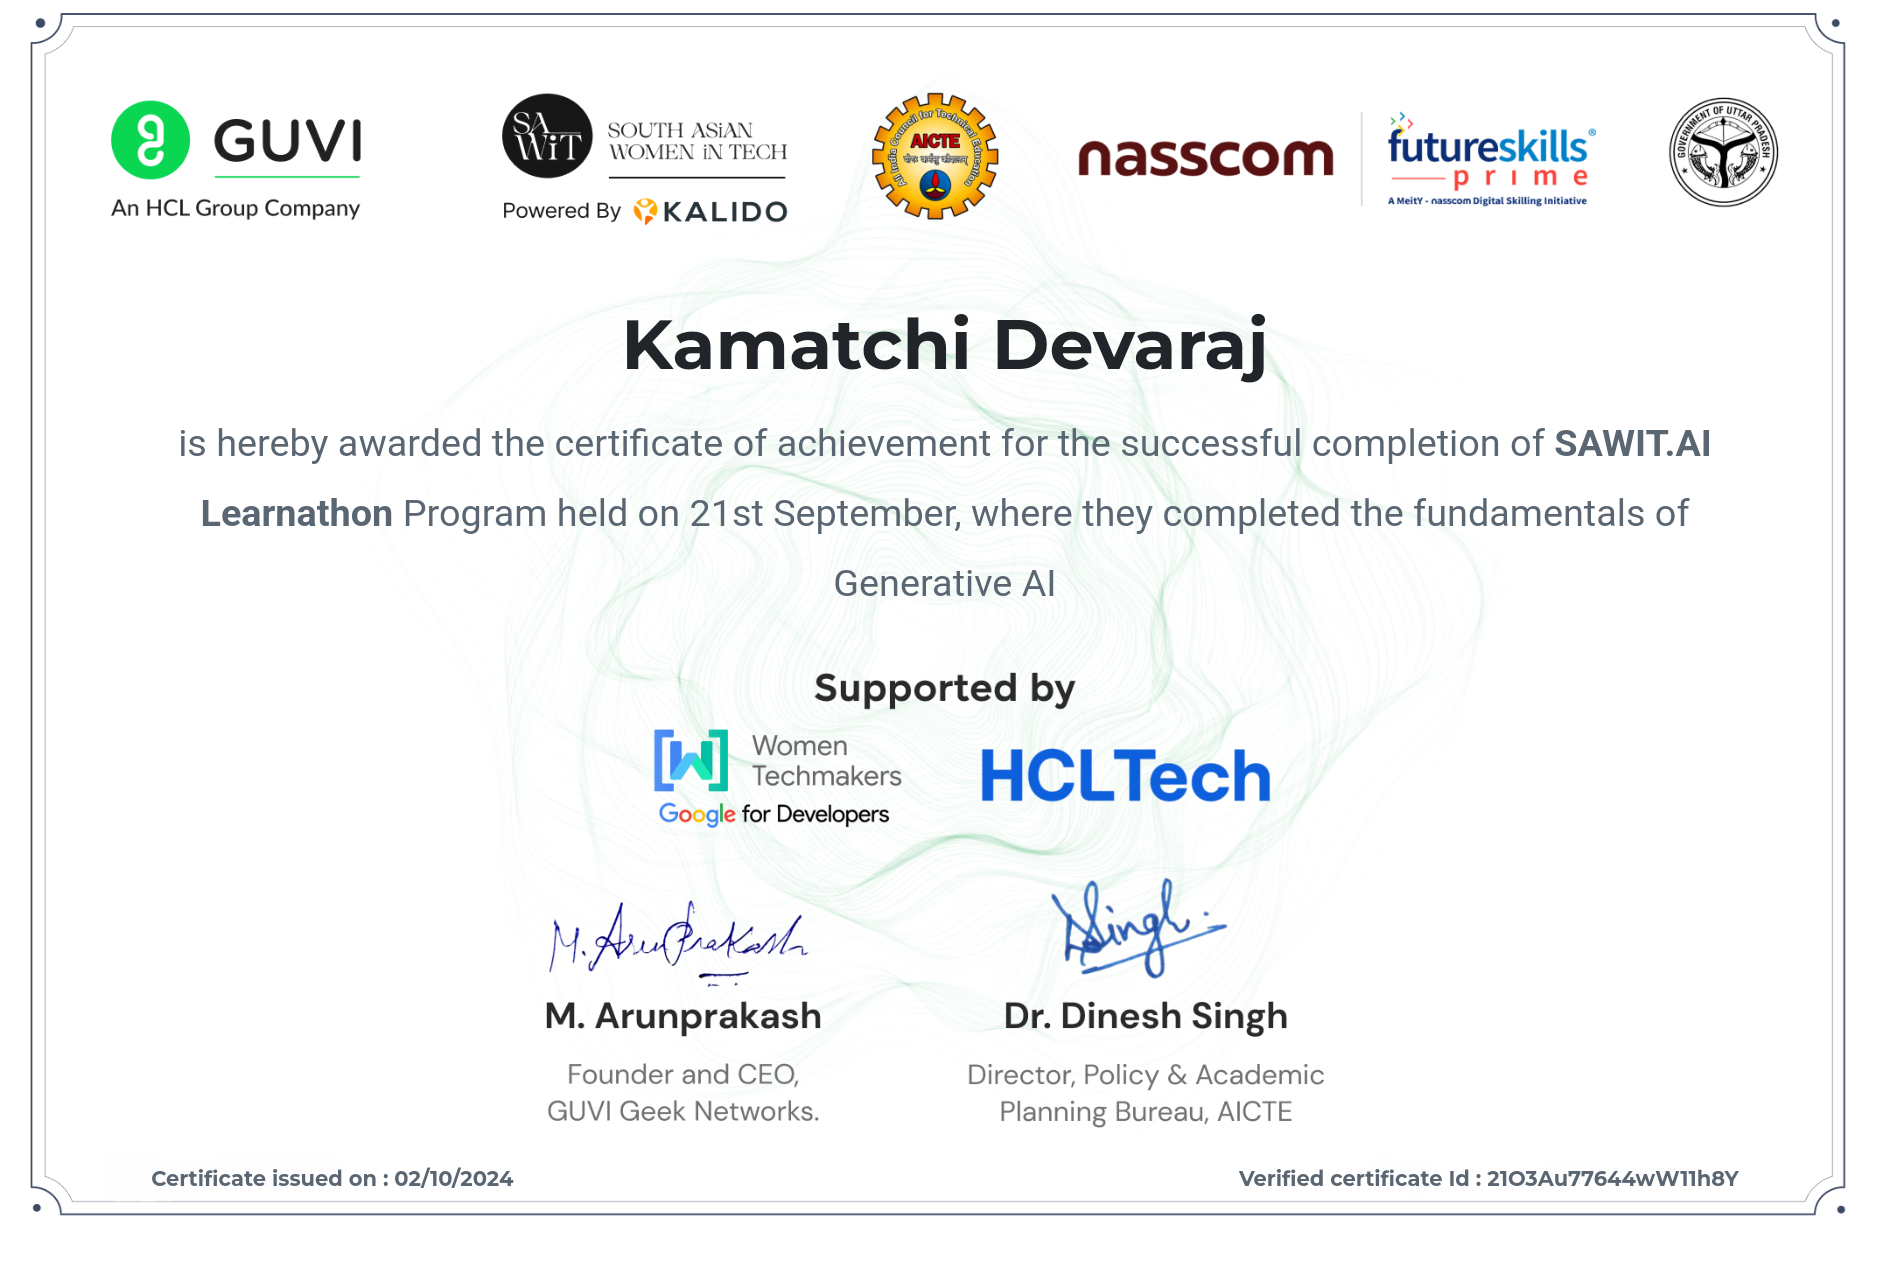 GUVI
An HCL Group Company
SA
WiT
SOUTH ASiAN
WOMEN iN TECH
Powered By KALIDO
All India Council for Technical Education
AICTE
nasscom
futureskills®
prime
A MeitY - nasscom Digital Skilling Initiative
GOVERNMENT OF UTTAR PRADESH
Kamatchi Devaraj
is hereby awarded the certificate of achievement for the successful completion of SAWIT.AI
Learnathon Program held on 21st September, where they completed the fundamentals of
Generative AI
Supported by
Women
Techmakers
Google for Developers
HCLTech
M. ArunPrakash
Singh
M. Arunprakash
Founder and CEO,
GUVI Geek Networks.
Dr. Dinesh Singh
Director, Policy & Academic
Planning Bureau, AICTE
Certificate issued on : 02/10/2024
Verified certificate Id : 21O3Au77644wW11h8Y